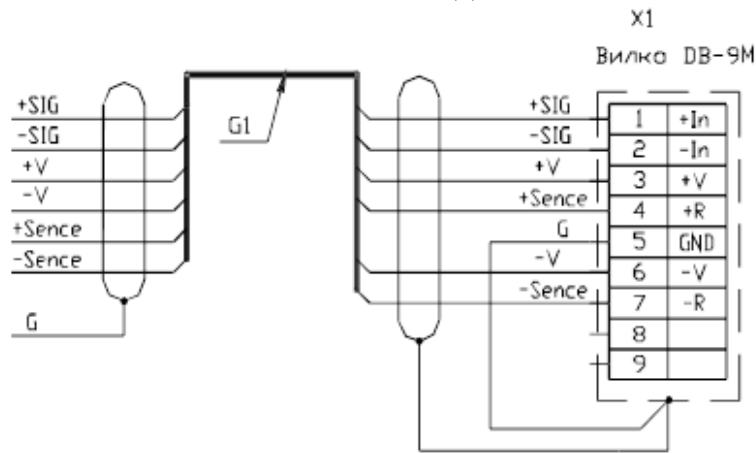 X1
Вилка DB-9M
+SIG
-SIG
+V
-V
+Sence
-Sence
G
G1
+SIG
-SIG
+V
+Sence
G
-V
-Sence
1 +In
2 -In
3 +V
4 +R
5 GND
6 -V
7 -R
8
9